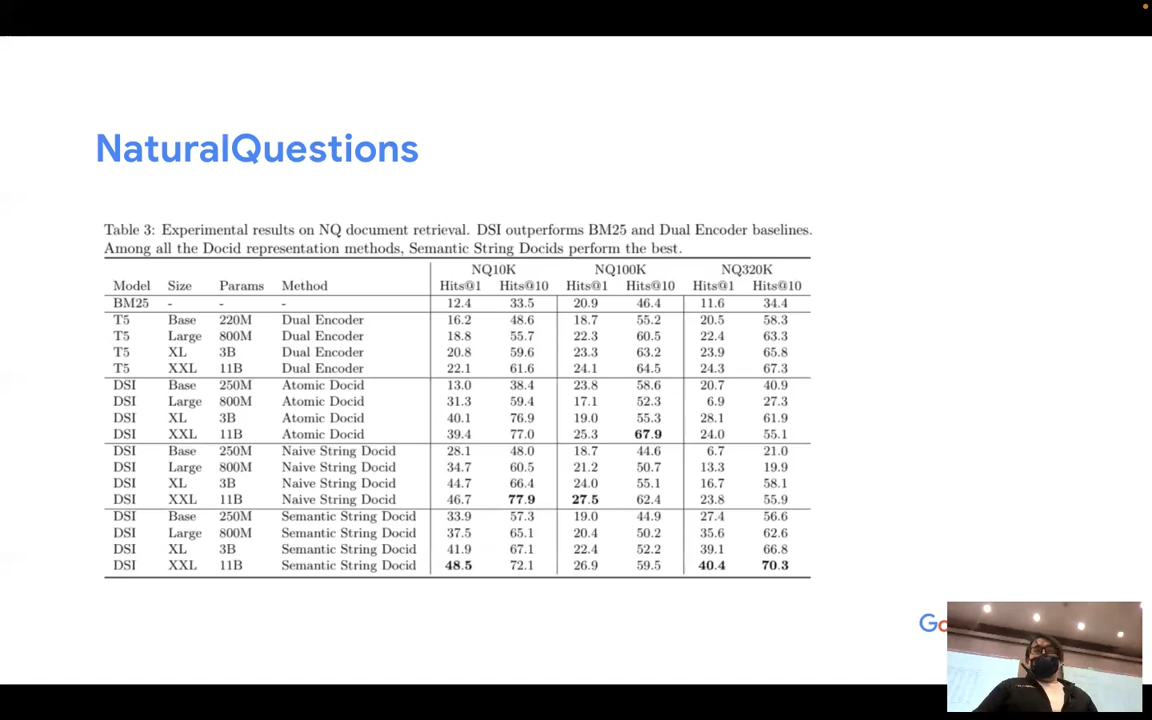 NaturalQuestions
Table 3: Experimental results on NQ document retrieval. DSI outperforms BM25 and Dual Encoder baselines.
Among all the Docid representation methods, Semantic String Docids perform the best.
NQ10K NQ100K NQ320K
Model Size Params Method Hits@1 Hits@10 Hits@1 Hits@10 Hits@1 Hits@10
BM25 - - - 12.4 33.5 20.9 46.4 11.6 34.4
T5 Base 220M Dual Encoder 16.2 48.6 18.7 55.2 20.5 58.3
T5 Large 800M Dual Encoder 18.8 55.7 22.3 60.5 22.4 63.3
T5 XL 3B Dual Encoder 20.8 59.6 23.3 63.2 23.9 65.8
T5 XXL 11B Dual Encoder 22.1 61.6 24.1 64.5 24.3 67.3
DSI Base 250M Atomic Docid 13.0 38.4 23.8 58.6 20.7 40.9
DSI Large 800M Atomic Docid 31.3 59.4 17.1 52.3 6.9 27.3
DSI XL 3B Atomic Docid 40.1 76.9 19.0 55.3 28.1 61.9
DSI XXL 11B Atomic Docid 39.4 77.0 25.3 67.9 24.0 55.1
DSI Base 250M Naive String Docid 28.1 48.0 18.7 44.6 6.7 21.0
DSI Large 800M Naive String Docid 34.7 60.5 21.2 50.7 13.3 19.9
DSI XL 3B Naive String Docid 44.7 66.4 24.0 55.1 16.7 58.1
DSI XXL 11B Naive String Docid 46.7 77.9 27.5 62.4 23.8 55.9
DSI Base 250M Semantic String Docid 33.9 57.3 19.0 44.9 27.4 56.6
DSI Large 800M Semantic String Docid 37.5 65.1 20.4 50.2 35.6 62.6
DSI XL 3B Semantic String Docid 41.9 67.1 22.4 52.2 39.1 66.8
DSI XXL 11B Semantic String Docid 48.5 72.1 26.9 59.5 40.4 70.3